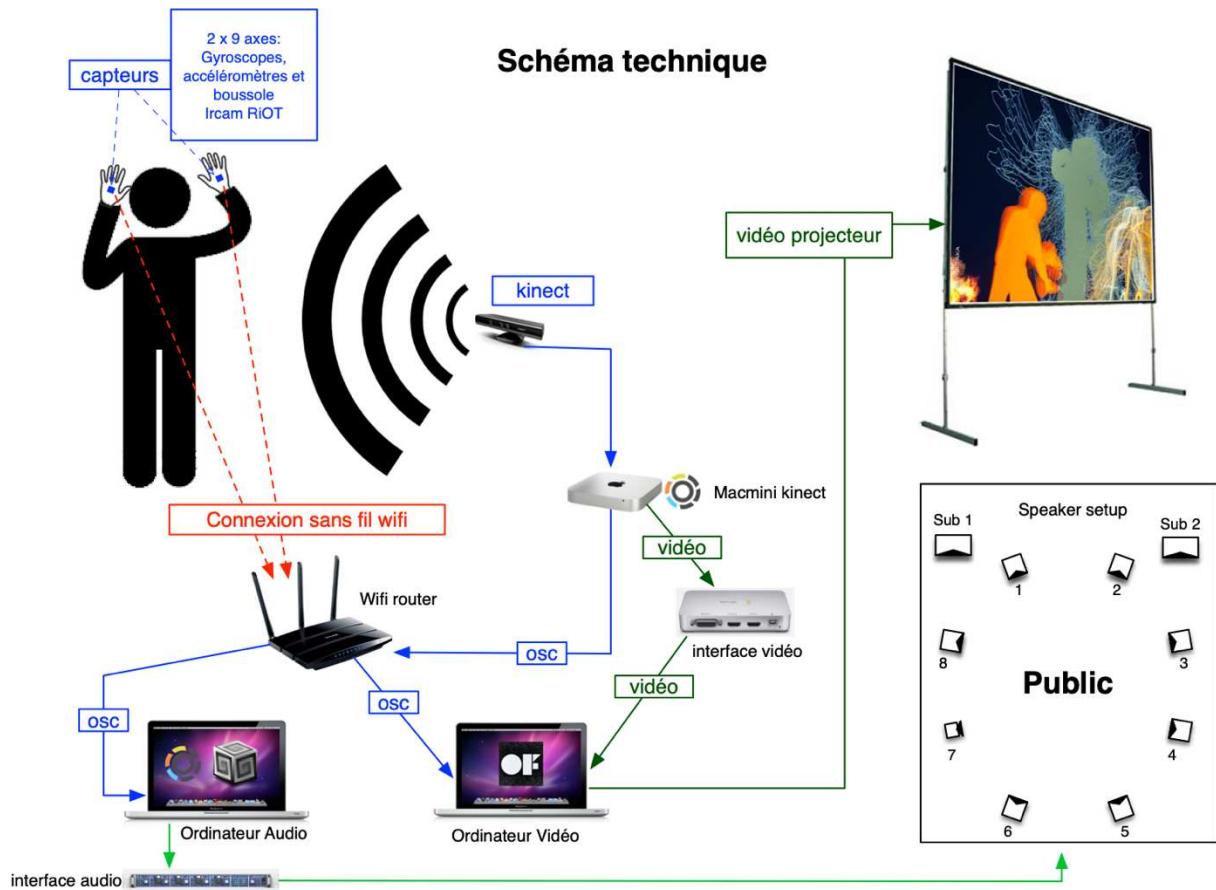 Schéma technique
2 x 9 axes:
Gyroscopes,
accéléromètres et
boussole
Ircam RiOT
capteurs
kinect
vidéo projecteur
Connexion sans fil wifi
Macmini kinect
vidéo
Wifi router
interface vidéo
osc
vidéo
osc
osc
OF
Ordinateur Audio
Ordinateur Vidéo
interface audio
Speaker setup
Sub 1
Sub 2
1
2
8
3
Public
7
4
6
5